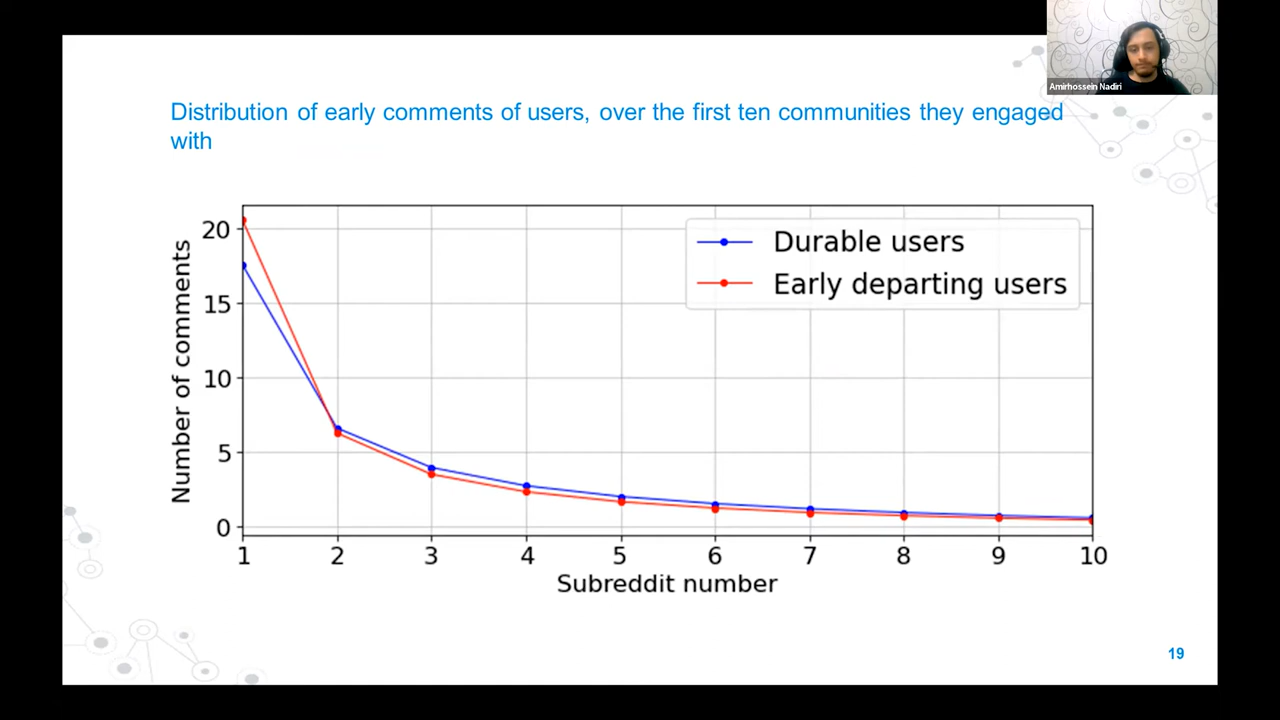 Amirhossein Nadiri
Distribution of early comments of users, over the first ten communities they engaged
with
Number of comments
20
15
10
5
0
Durable users
Early departing users
1 2 3 4 5 6 7 8 9 10
Subreddit number
19